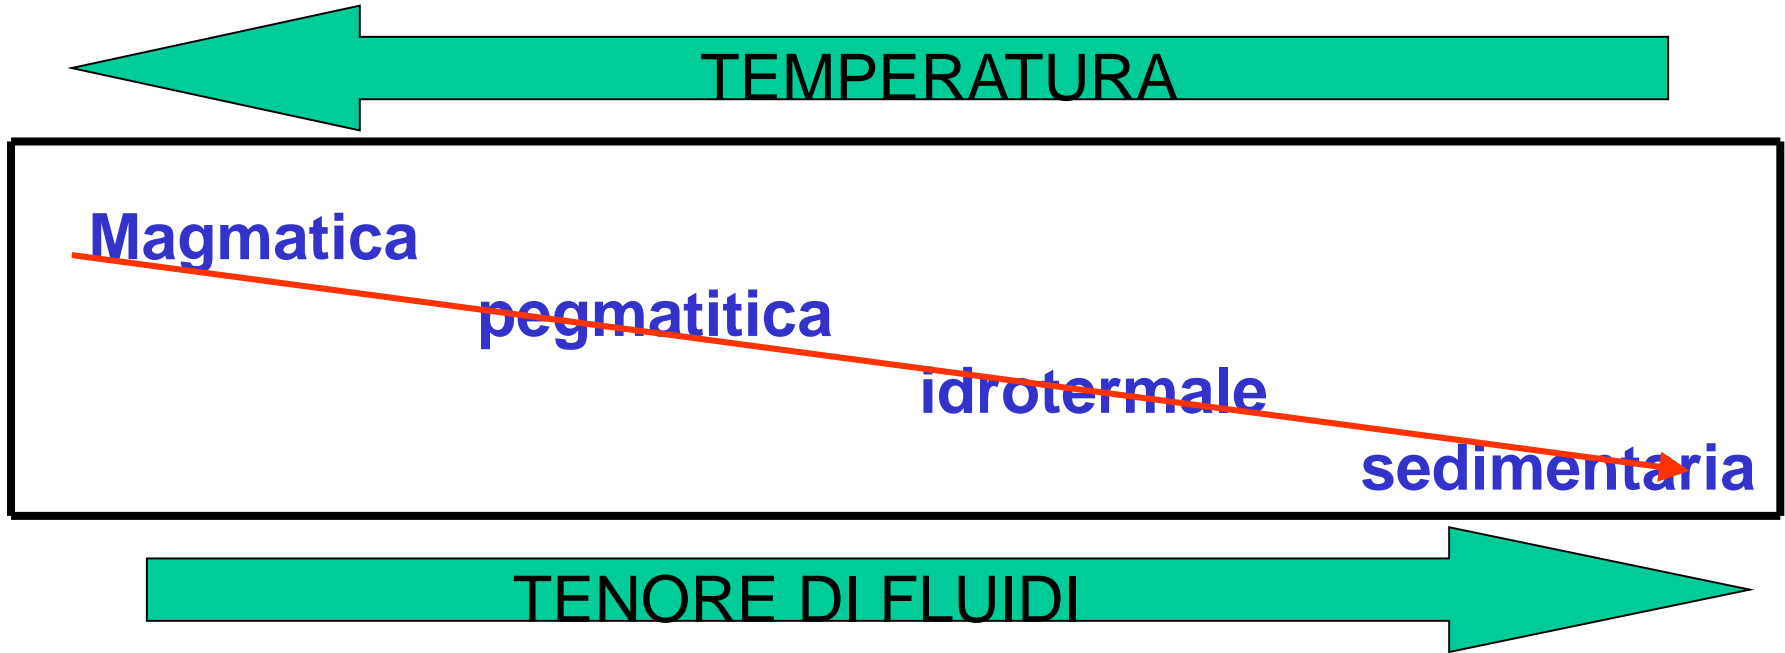 TEMPERATURA
Magmatica
pegmatitica
idrotermale
sedimentaria
TENORE DI FLUIDI